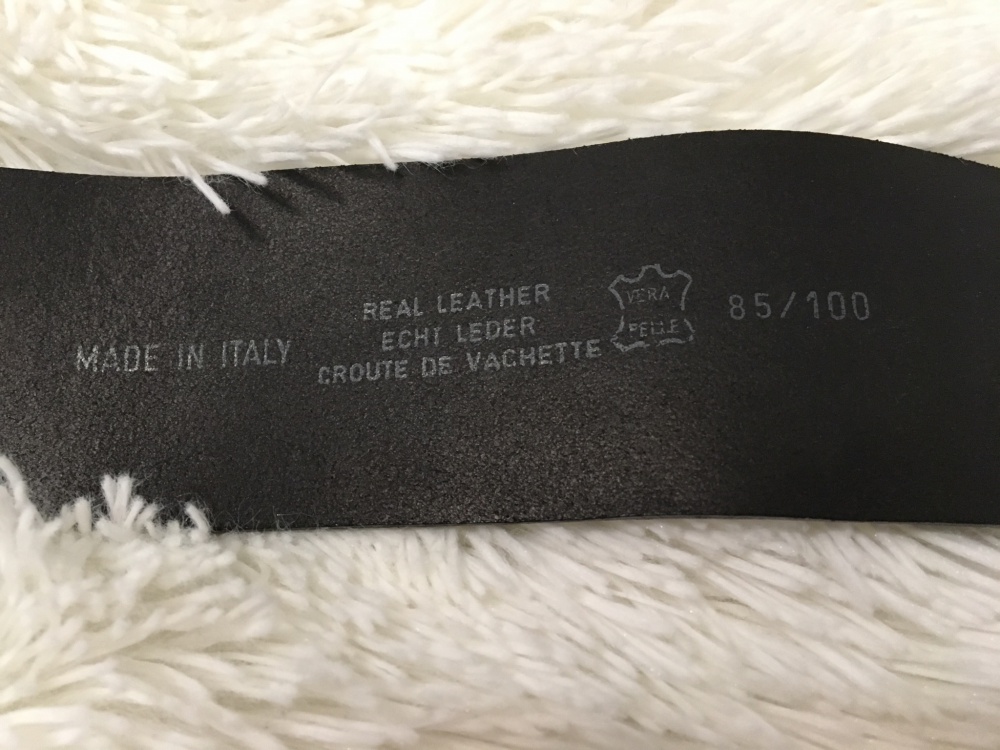 MADE IN ITALY
REAL LEATHER
ECHT LEDER
CROUTE DE VACHETTE
VERA
PELLE
85/100